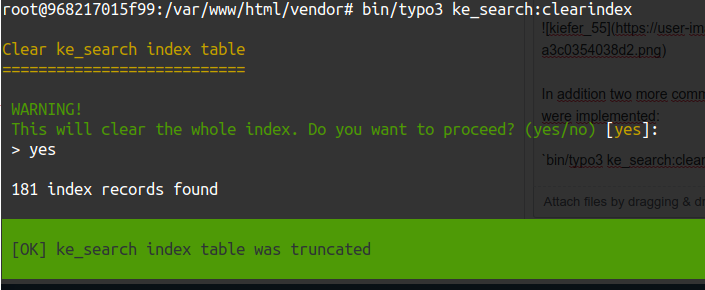 root@968217015f99:/var/www/html/vendor# bin/typo3 ke_search:clearindex
Clear ke_search index table
===========================
WARNING!
This will clear the whole index. Do you want to proceed? (yes/no) [yes]:
> yes
181 index records found
[OK] ke_search index table was truncated
![kiefer_55](https://user-im
a3c0354038d2.png)
In addition two more comm
were implemented:
`bin/typo3 ke_search:clear
Attach files by dragging & dr